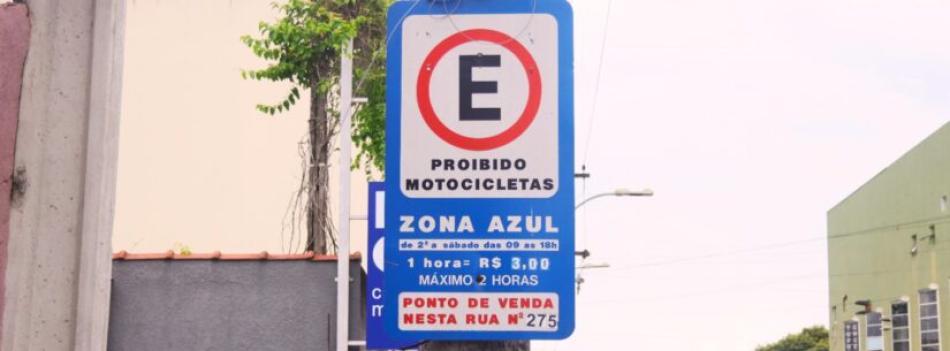 E
PROIBIDO
MOTOCICLETAS
ZONA AZUL
de 2ª a sábado das 09 as 18h
1 hora= R$ 3,00
MÁXIMO 2 HORAS
PONTO DE VENDA
NESTA RUA Nº 275